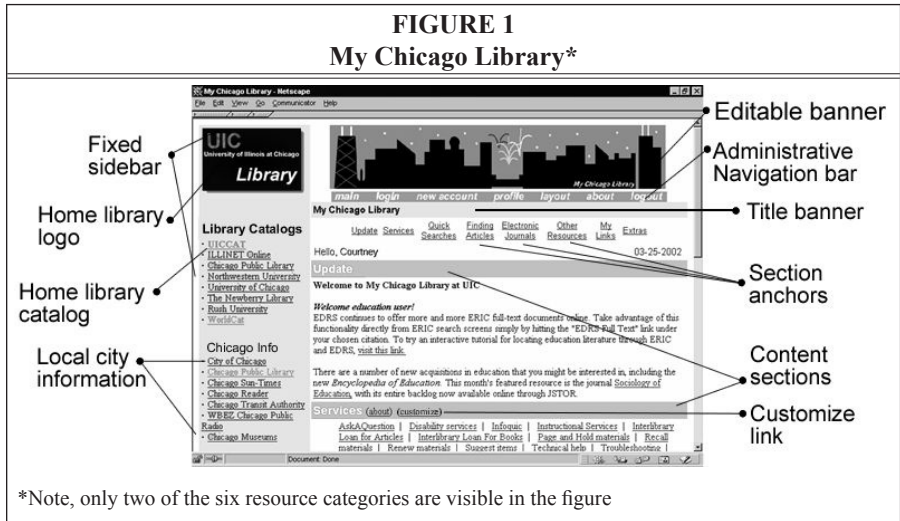 FIGURE 1
My Chicago Library*
My Chicago Library - Netscape
File Edit View Go Communicator Help
Fixed
sidebar
Home library
logo
Home library
catalog
Local city
information
UIC
University of Illinois at Chicago
Library
Library Catalogs
· UICCAT
· ILLINET Online
· Chicago Public Library
· Northwestern University
· University of Chicago
· The Newberry Library
· Rush University
· WorldCat
Chicago Info
· City of Chicago
· Chicago Public Library
· Chicago Sun-Times
· Chicago Reader
· Chicago Transit Authority
· WBEZ Chicago Public
Radio
· Chicago Museums
My Chicago Library
main login new account profile layout about logout
My Chicago Library
Update Services Quick Searches Finding Articles Electronic Journals Other Resources My Links Extras
Hello, Courtney 03-25-2002
Update
Welcome to My Chicago Library at UIC
Welcome education user!
EDRS continues to offer more and more ERIC full-text documents online. Take advantage of this
functionality directly from ERIC search screens simply by hitting the "EDRS Full Text" link under
your chosen citation. To try an interactive tutorial for locating education literature through ERIC
and EDRS, visit this link.
There are a number of new acquisitions in education that you might be interested in, including the
new Encyclopedia of Education. This month's featured resource is the journal Sociology of
Education, with its entire backlog now available online through JSTOR.
Services (about) (customize)
AskAQuestion | Disability services | Infoquic | Instructional Services | Interlibrary
Loan for Articles | Interlibrary Loan For Books | Page and Hold materials | Recall
materials | Renew materials | Suggest items | Technical help | Troubleshooting |
Document: Done
Editable banner
Administrative
Navigation bar
Title banner
Section
anchors
Content
sections
Customize
link
*Note, only two of the six resource categories are visible in the figure